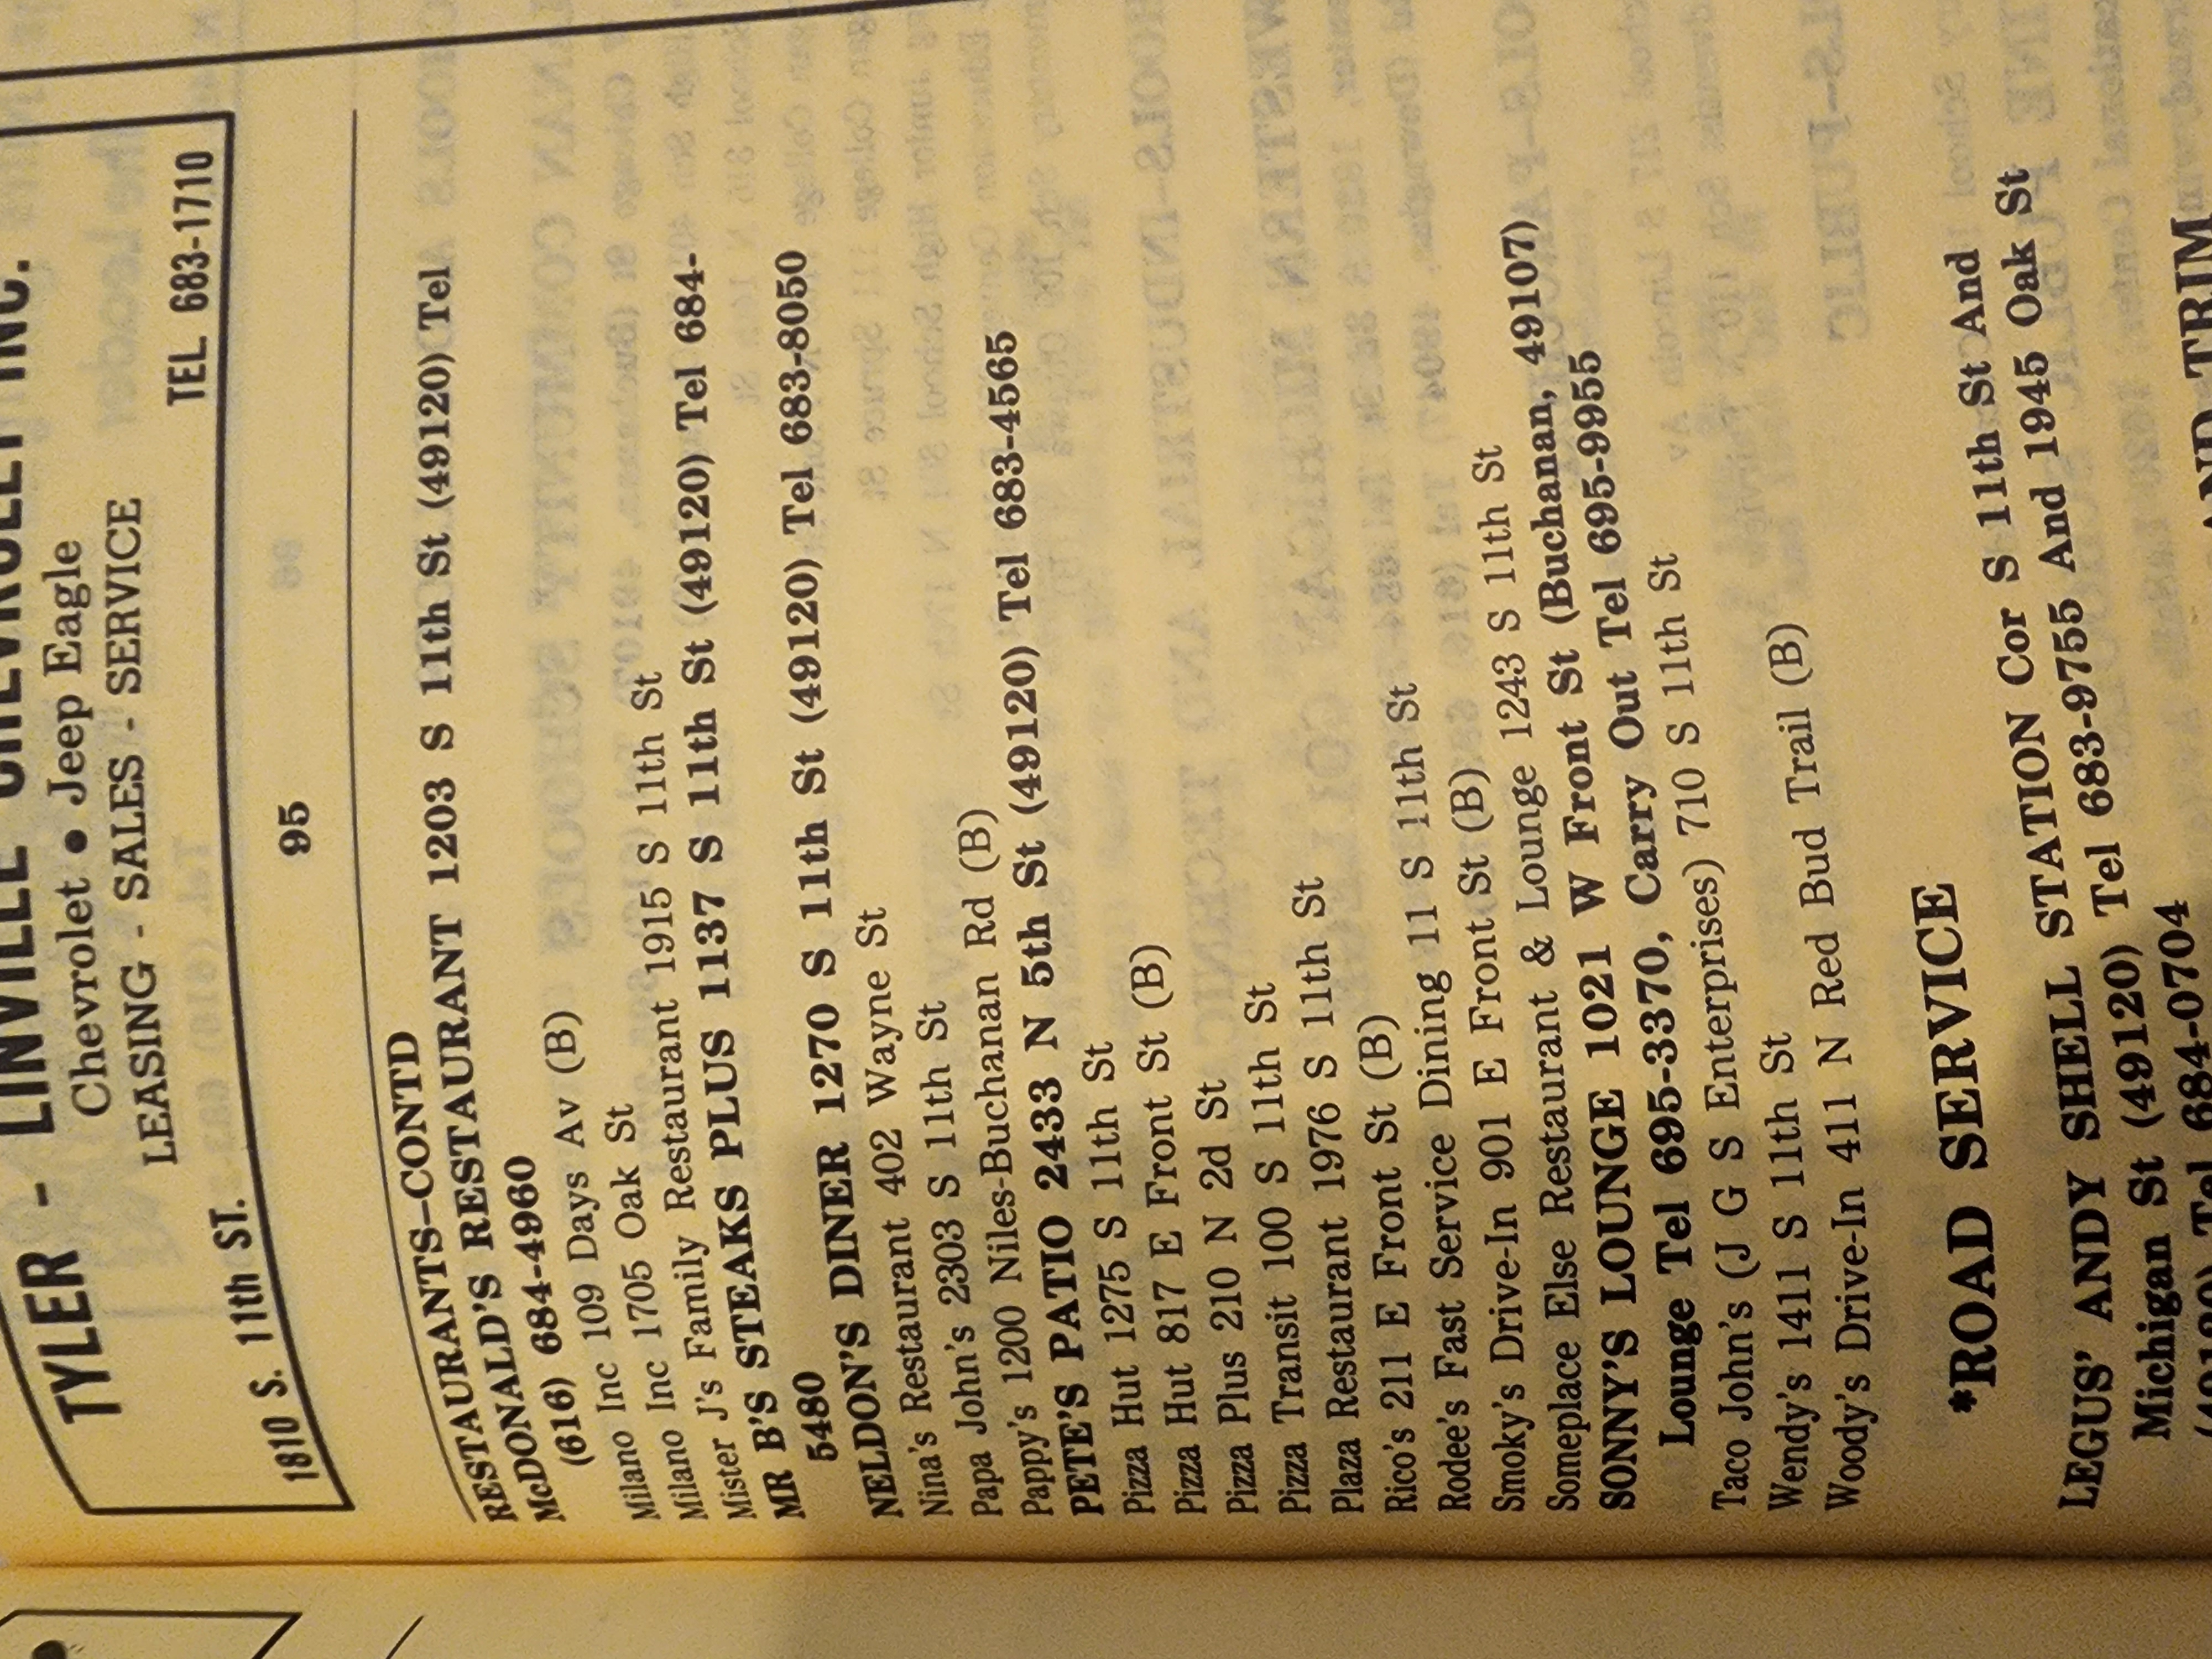 TYLER - LINVILLE CHEVROLET INC.
Chevrolet • Jeep Eagle
LEASING - SALES - SERVICE
1810 S. 11th ST. TEL 683-1710
95
RESTAURANTS–CONTD
McDONALD'S RESTAURANT 1203 S 11th St (49120) Tel
(616) 684-4960
Milano Inc 109 Days Av (B)
Milano Inc 1705 Oak St
Mister J's Family Restaurant 1915 S 11th St
MR B'S STEAKS PLUS 1137 S 11th St (49120) Tel 684-
5480
NELDON'S DINER 1270 S 11th St (49120) Tel 683-8050
Nina's Restaurant 402 Wayne St
Papa John's 2303 S 11th St
Pappy's 1200 Niles-Buchanan Rd (B)
PETE'S PATIO 2433 N 5th St (49120) Tel 683-4565
Pizza Hut 1275 S 11th St
Pizza Hut 817 E Front St (B)
Pizza Plus 210 N 2d St
Pizza Transit 100 S 11th St
Plaza Restaurant 1976 S 11th St
Rico's 211 E Front St (B)
Rodee's Fast Service Dining 11 S 11th St
Smoky's Drive-In 901 E Front St (B)
Someplace Else Restaurant & Lounge 1243 S 11th St
SONNY'S LOUNGE 1021 W Front St (Buchanan, 49107)
Lounge Tel 695-3370, Carry Out Tel 695-9955
Taco John's (J G S Enterprises) 710 S 11th St
Wendy's 1411 S 11th St
Woody's Drive-In 411 N Red Bud Trail (B)
*ROAD SERVICE
LEGUS' ANDY SHELL STATION Cor S 11th St And
Michigan St (49120) Tel 683-9755 And 1945 Oak St
(49120) Tel 684-0704
AND TRIM